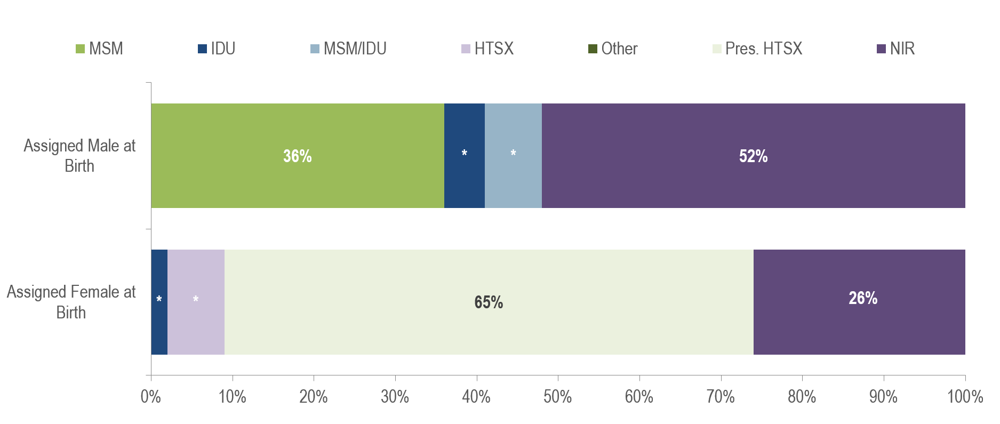 MSM IDU MSM/IDU HTSX Other Pres. HTSX NIR
Assigned Male at
Birth
36% * * 52%
Assigned Female at
Birth
* * 65% 26%
0% 10% 20% 30% 40% 50% 60% 70% 80% 90% 100%